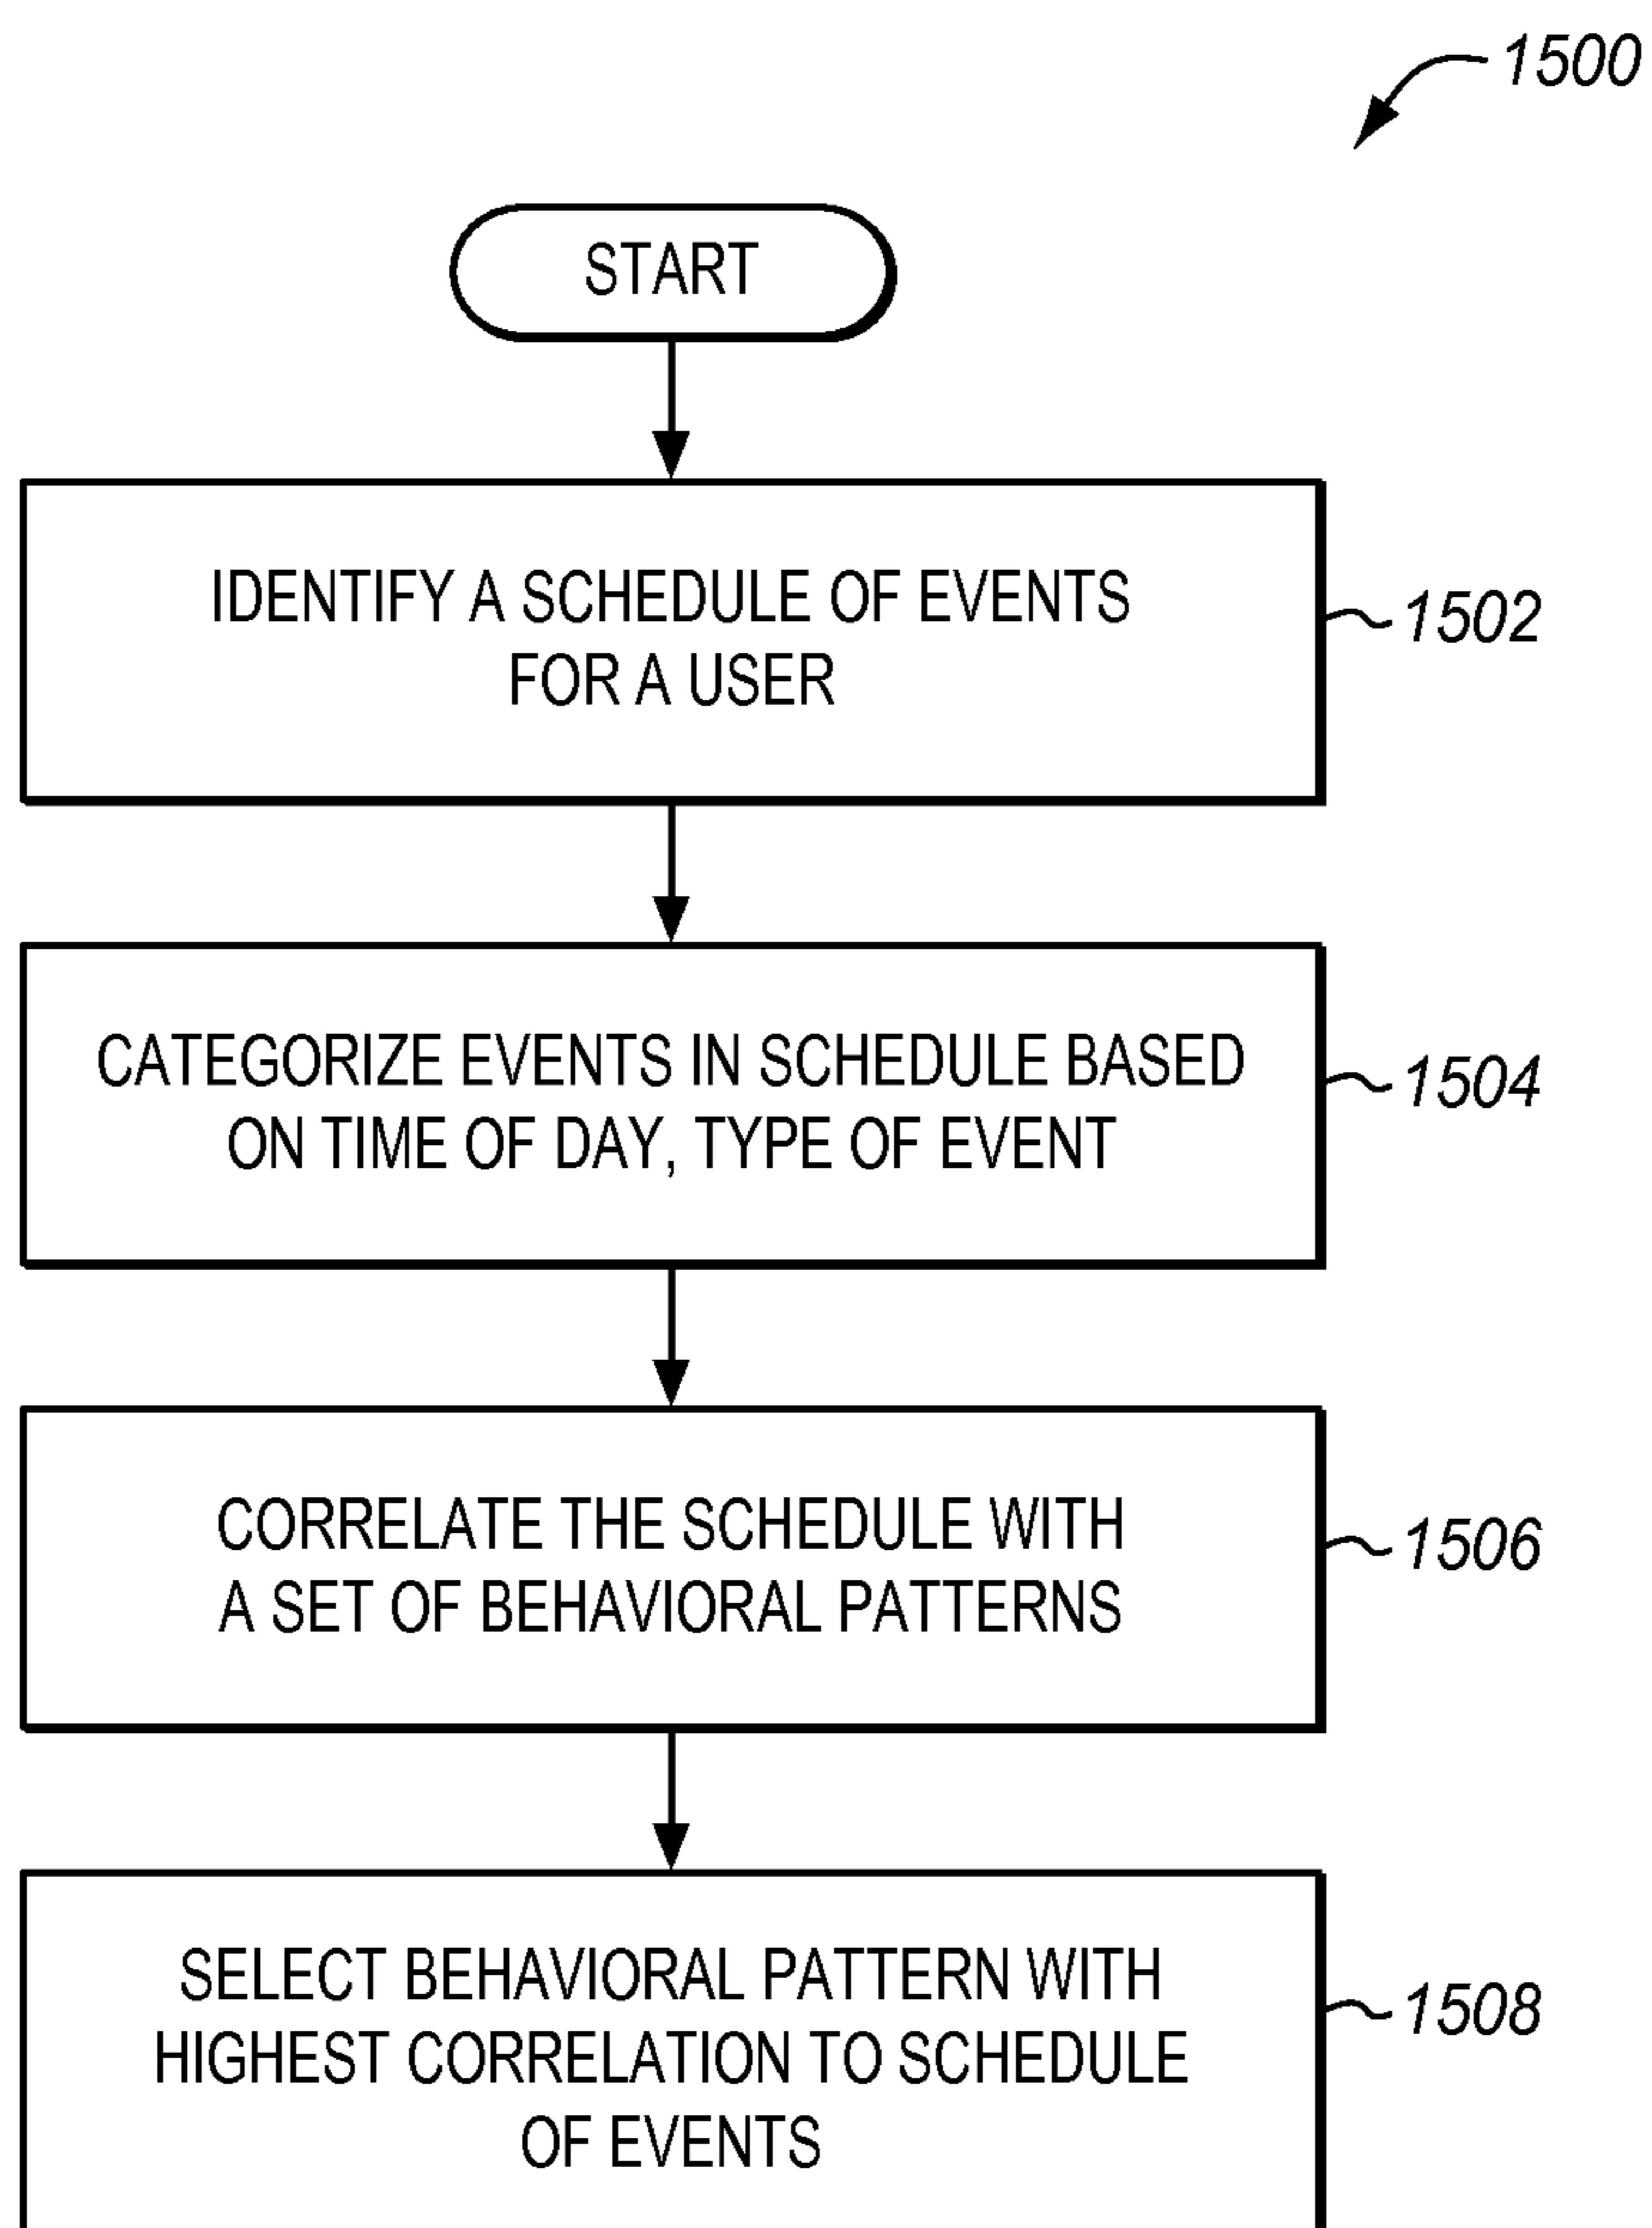 1500
START
IDENTIFY A SCHEDULE OF EVENTS
FOR A USER
1502
CATEGORIZE EVENTS IN SCHEDULE BASED
ON TIME OF DAY, TYPE OF EVENT
1504
CORRELATE THE SCHEDULE WITH
A SET OF BEHAVIORAL PATTERNS
1506
SELECT BEHAVIORAL PATTERN WITH
HIGHEST CORRELATION TO SCHEDULE
OF EVENTS
1508